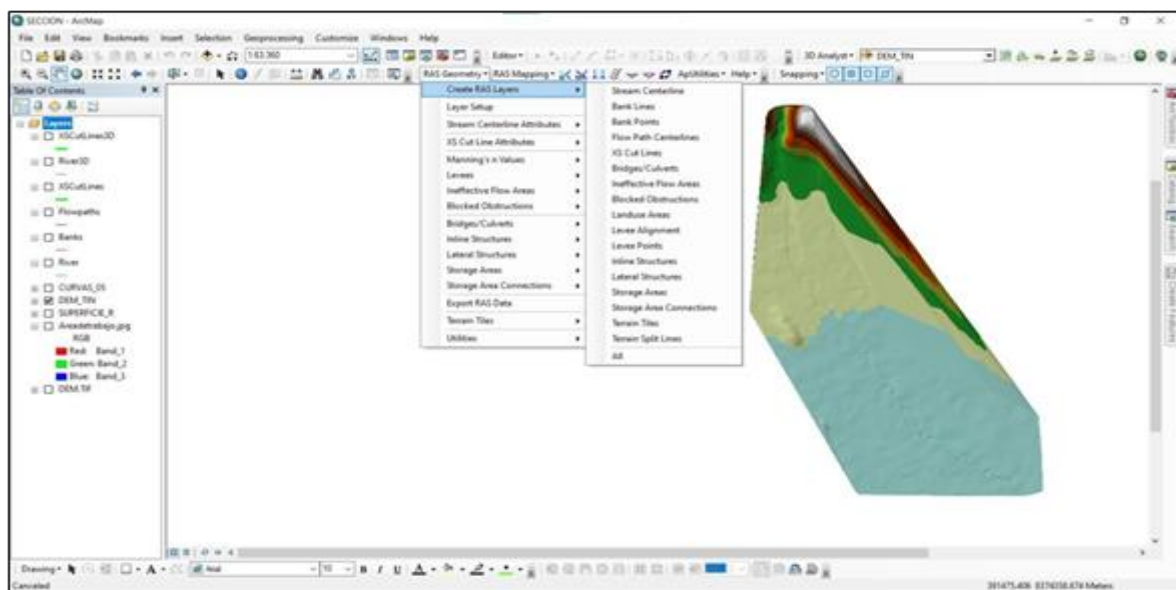 SECCION - ArcMap
File Edit View Bookmarks Insert Selection Geoprocessing Customize Windows Help
1:63,360 Editor 3D Analyst DEM_TIN
RAS Geometry RAS Mapping ApUtilities Help Snapping
Table Of Contents
Layers
XSCutLines3D
River3D
XSCutLines
Flowpaths
Banks
River
CURVAS_05
DEM_TIN
SUPERFICIE_R
Areadetrabajo.jpg
RGB
Red: Band_1
Green: Band_2
Blue: Band_3
DEM.TIF
Create RAS Layers
Layer Setup
Stream Centerline Attributes
XS Cut Line Attributes
Manning's n Values
Levees
Ineffective Flow Areas
Blocked Obstructions
Bridges/Culverts
Inline Structures
Lateral Structures
Storage Areas
Storage Area Connections
Export RAS Data
Terrain Tiles
Utilities
Stream Centerline
Bank Lines
Bank Points
Flow Path Centerlines
XS Cut Lines
Bridges/Culverts
Ineffective Flow Areas
Blocked Obstructions
Landuse Areas
Levee Alignment
Levee Points
Inline Structures
Lateral Structures
Storage Areas
Storage Area Connections
Terrain Tiles
Terrain Split Lines
All
Drawing A Arial 10 B I U A
Canceled
Meters